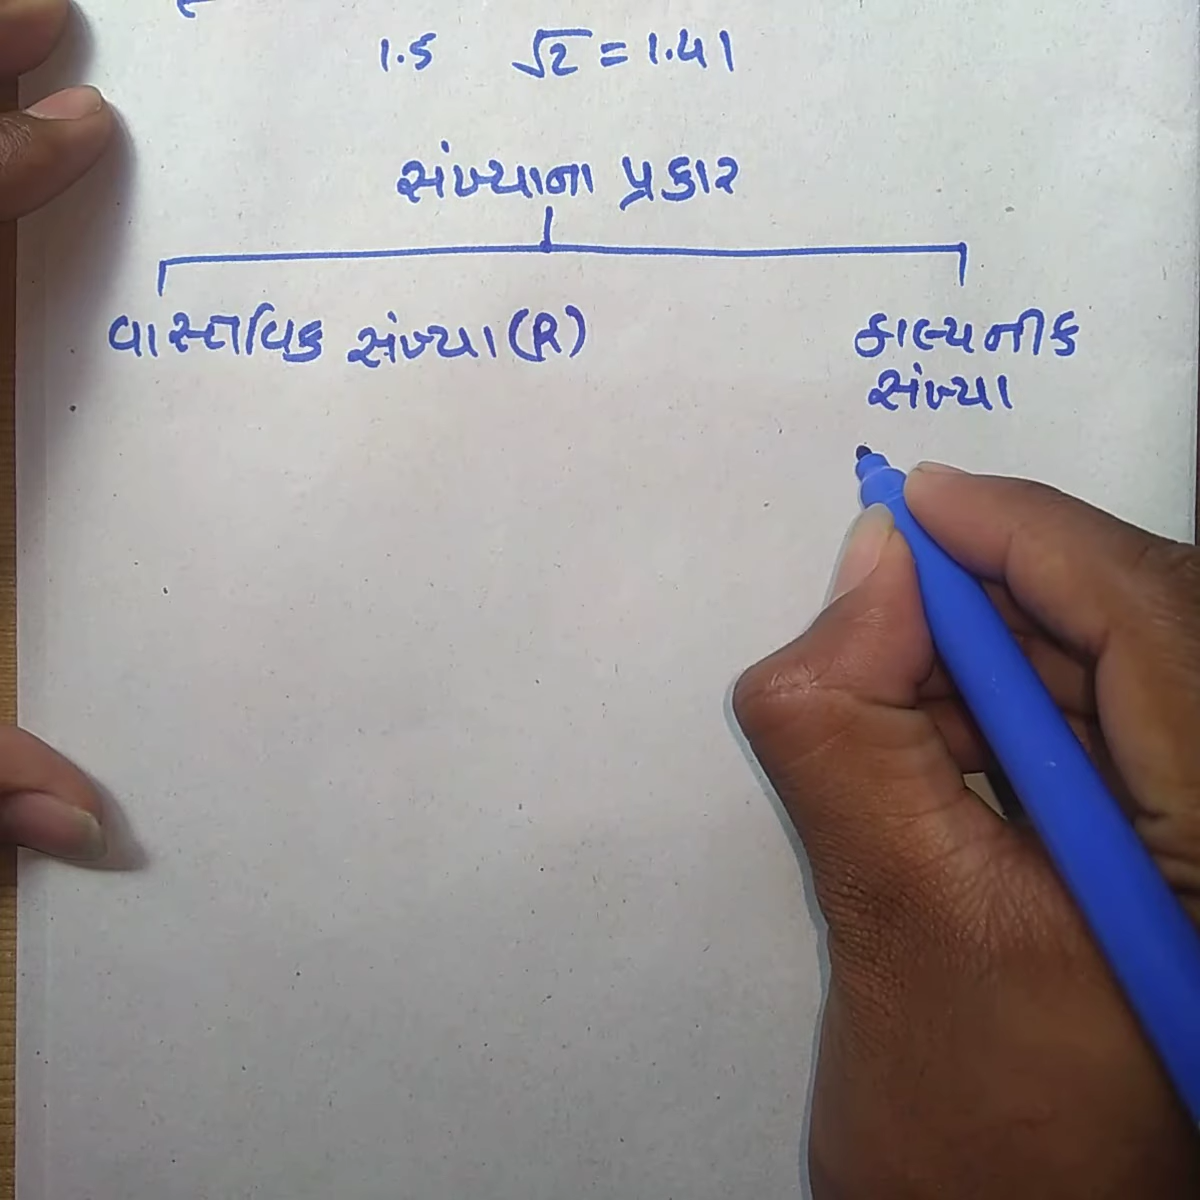 1.5 √2 = 1.41
સંખ્યાના પ્રકાર
વાસ્તવિક સંખ્યા (R)
કાલ્પનીક
સંખ્યા